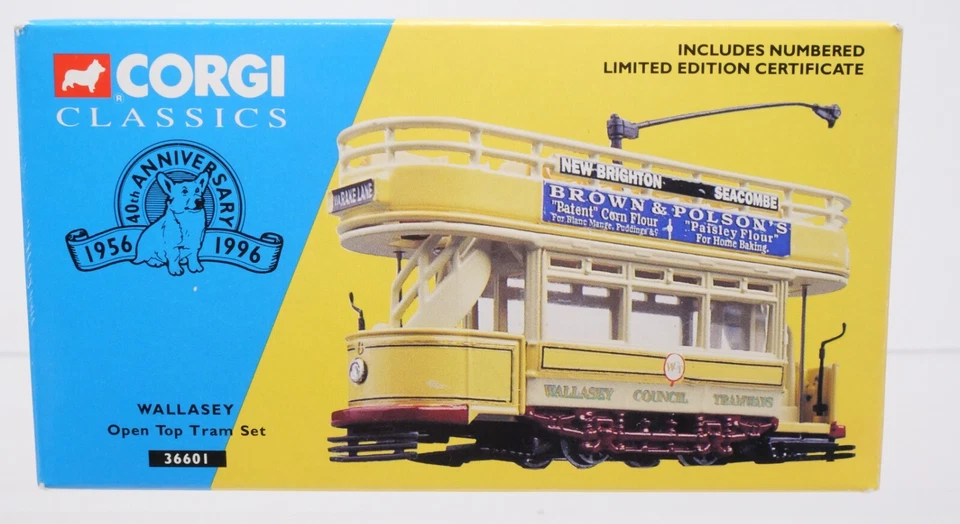 CORGI
®
CLASSICS
40th ANNIVERSARY
1956 1996
WALLASEY
Open Top Tram Set
36601
INCLUDES NUMBERED
LIMITED EDITION CERTIFICATE
WARAKE LANE
NEW BRIGHTON SEACOMBE
BROWN & POLSON'S
"Patent" Corn Flour "Paisley Flour"
For Blanc Mange, Puddings &c For Home Baking.
WALLASEY COUNCIL TRAMWAYS